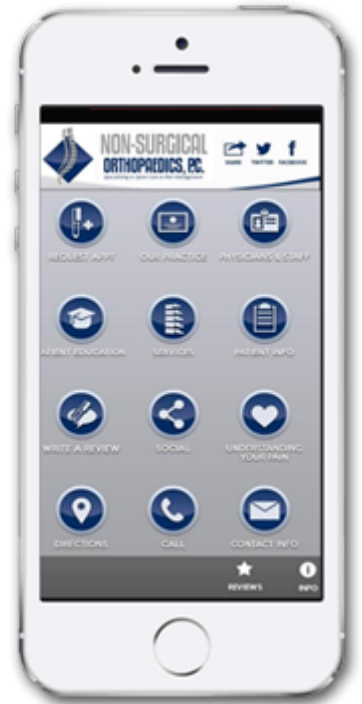 NON-SURGICAL
ORTHOPAEDICS, P.C.
SHARE TWITTER FACEBOOK
REQUEST APPT OUR PRACTICE PHYSICIANS & STAFF
PATIENT EDUCATION SERVICES PATIENT INFO
WRITE A REVIEW SOCIAL UNDERSTANDING
YOUR PAIN
DIRECTIONS CALL CONTACT INFO
REVIEWS INFO